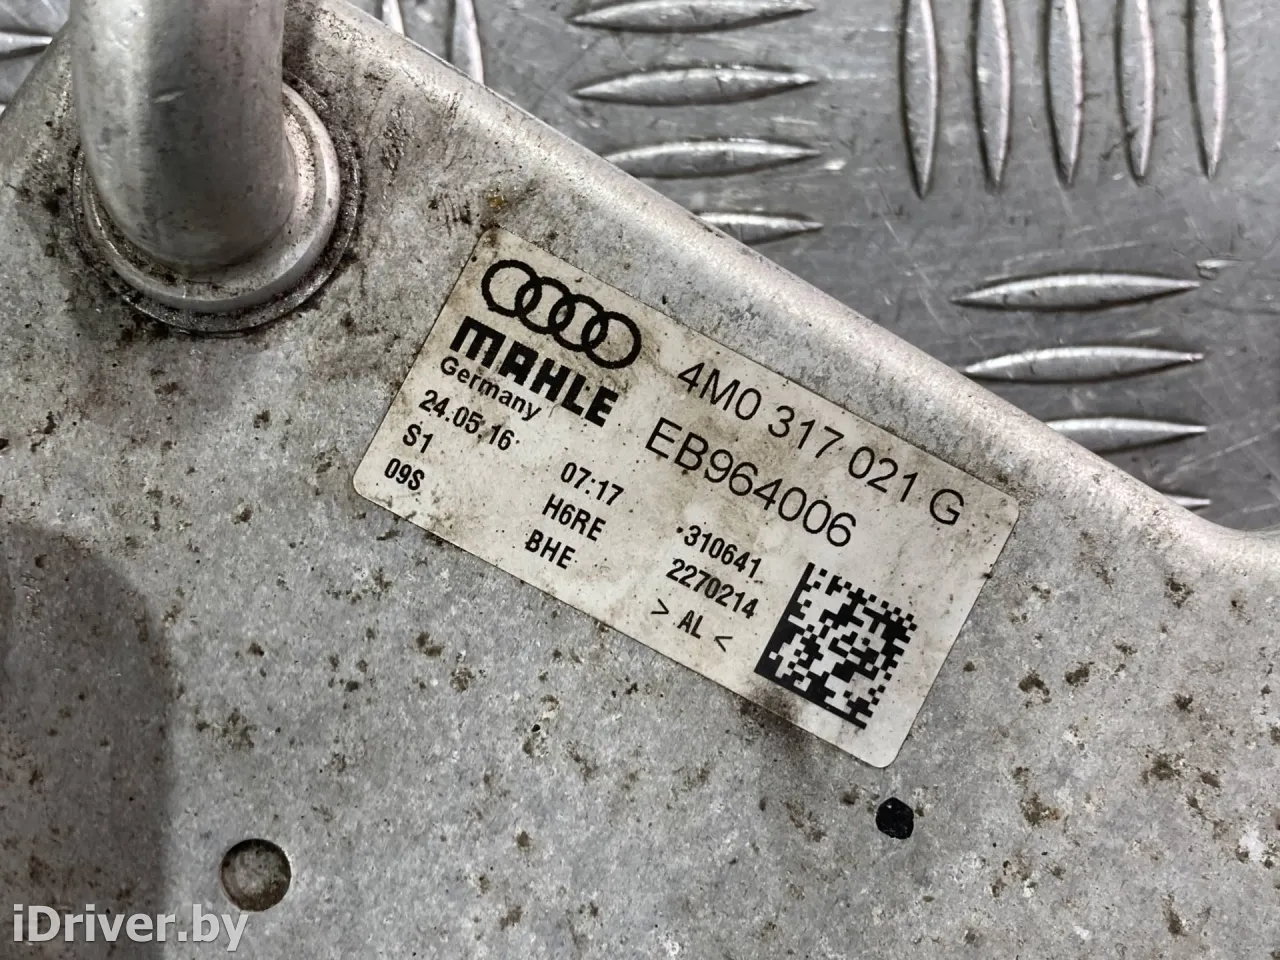 MAHLE
Germany
4M0 317 021 G
EB964006
24.05.16 07:17 310641
S1 H6RE 2270214
09S BHE > AL <
iDriver.by